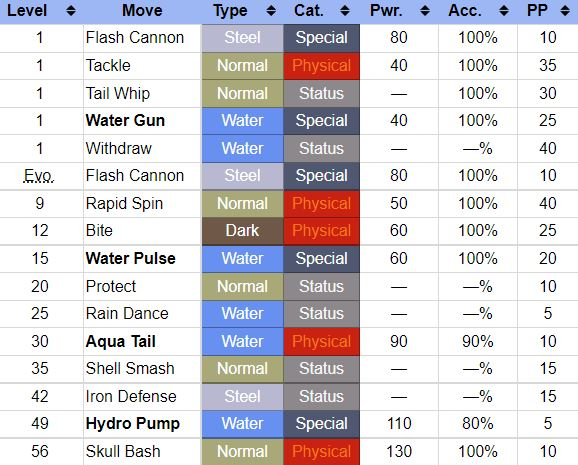 Level Move Type Cat. Pwr. Acc. PP
1 Flash Cannon Steel Special 80 100% 10
1 Tackle Normal Physical 40 100% 35
1 Tail Whip Normal Status — 100% 30
1 Water Gun Water Special 40 100% 25
1 Withdraw Water Status — —% 40
Evo. Flash Cannon Steel Special 80 100% 10
9 Rapid Spin Normal Physical 50 100% 40
12 Bite Dark Physical 60 100% 25
15 Water Pulse Water Special 60 100% 20
20 Protect Normal Status — —% 10
25 Rain Dance Water Status — —% 5
30 Aqua Tail Water Physical 90 90% 10
35 Shell Smash Normal Status — —% 15
42 Iron Defense Steel Status — —% 15
49 Hydro Pump Water Special 110 80% 5
56 Skull Bash Normal Physical 130 100% 10